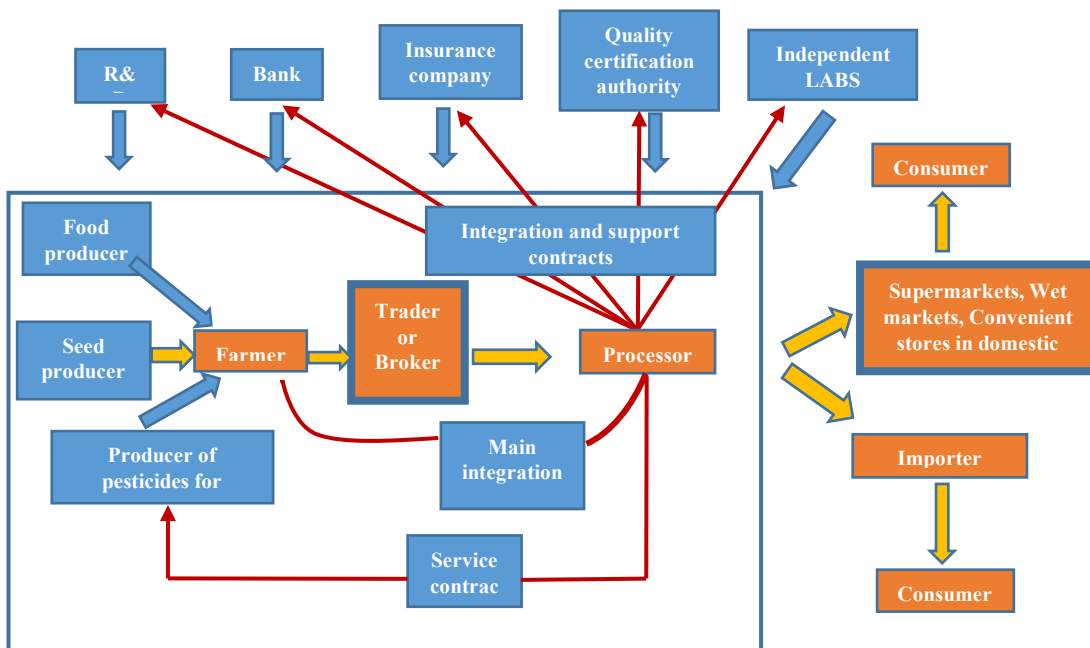 R&
Bank
Insurance
company
Quality
certification
authority
Independent
LABS
Consumer
Food
producer
Integration and support
contracts
Trader
or
Broker
Supermarkets, Wet
markets, Convenient
stores in domestic
Seed
producer
Farmer
Processor
Main
integration
Importer
Producer of
pesticides for
Service
contrac
Consumer